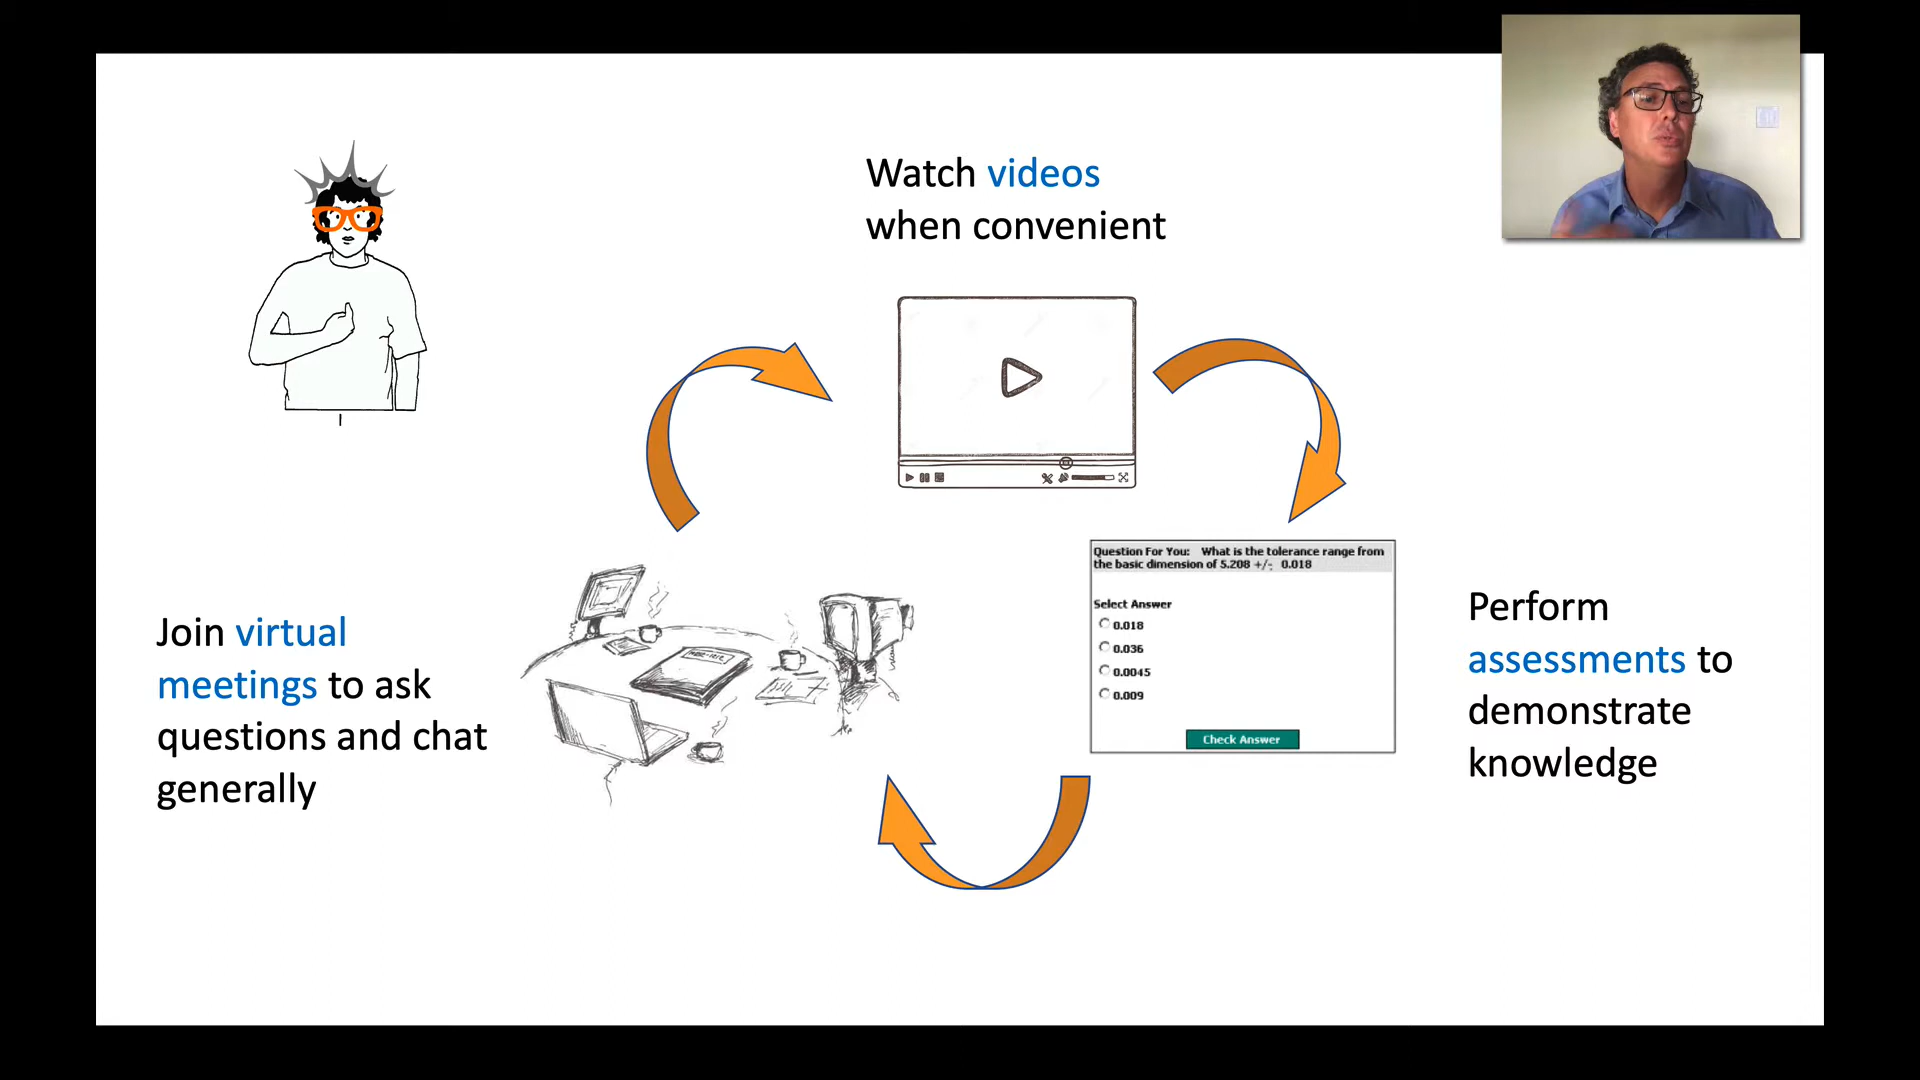 Watch videos
when convenient
Question For You: What is the tolerance range from
the basic dimension of 5.208 +/- 0.018
Select Answer
0.018
0.036
0.0045
0.009
Check Answer
Perform
assessments to
demonstrate
knowledge
Join virtual
meetings to ask
questions and chat
generally